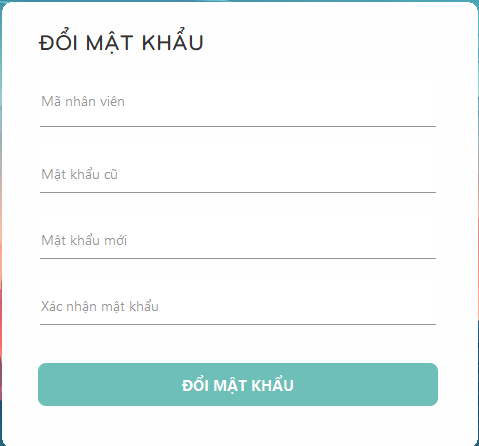 ĐỔI MẬT KHẨU
Mã nhân viên
Mật khẩu cũ
Mật khẩu mới
Xác nhận mật khẩu
ĐỔI MẬT KHẨU